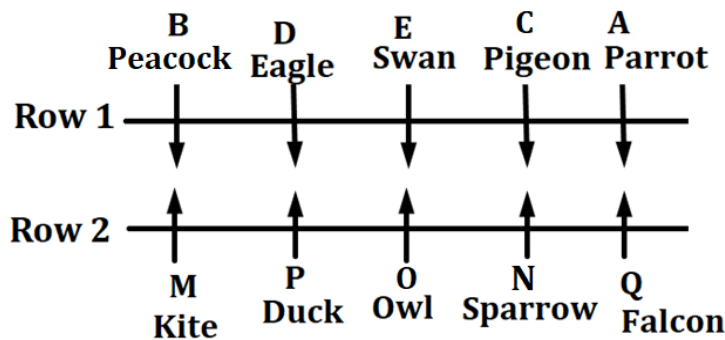 B D E C A
Peacock Eagle Swan Pigeon Parrot
Row 1
Row 2
M P O N Q
Kite Duck Owl Sparrow Falcon